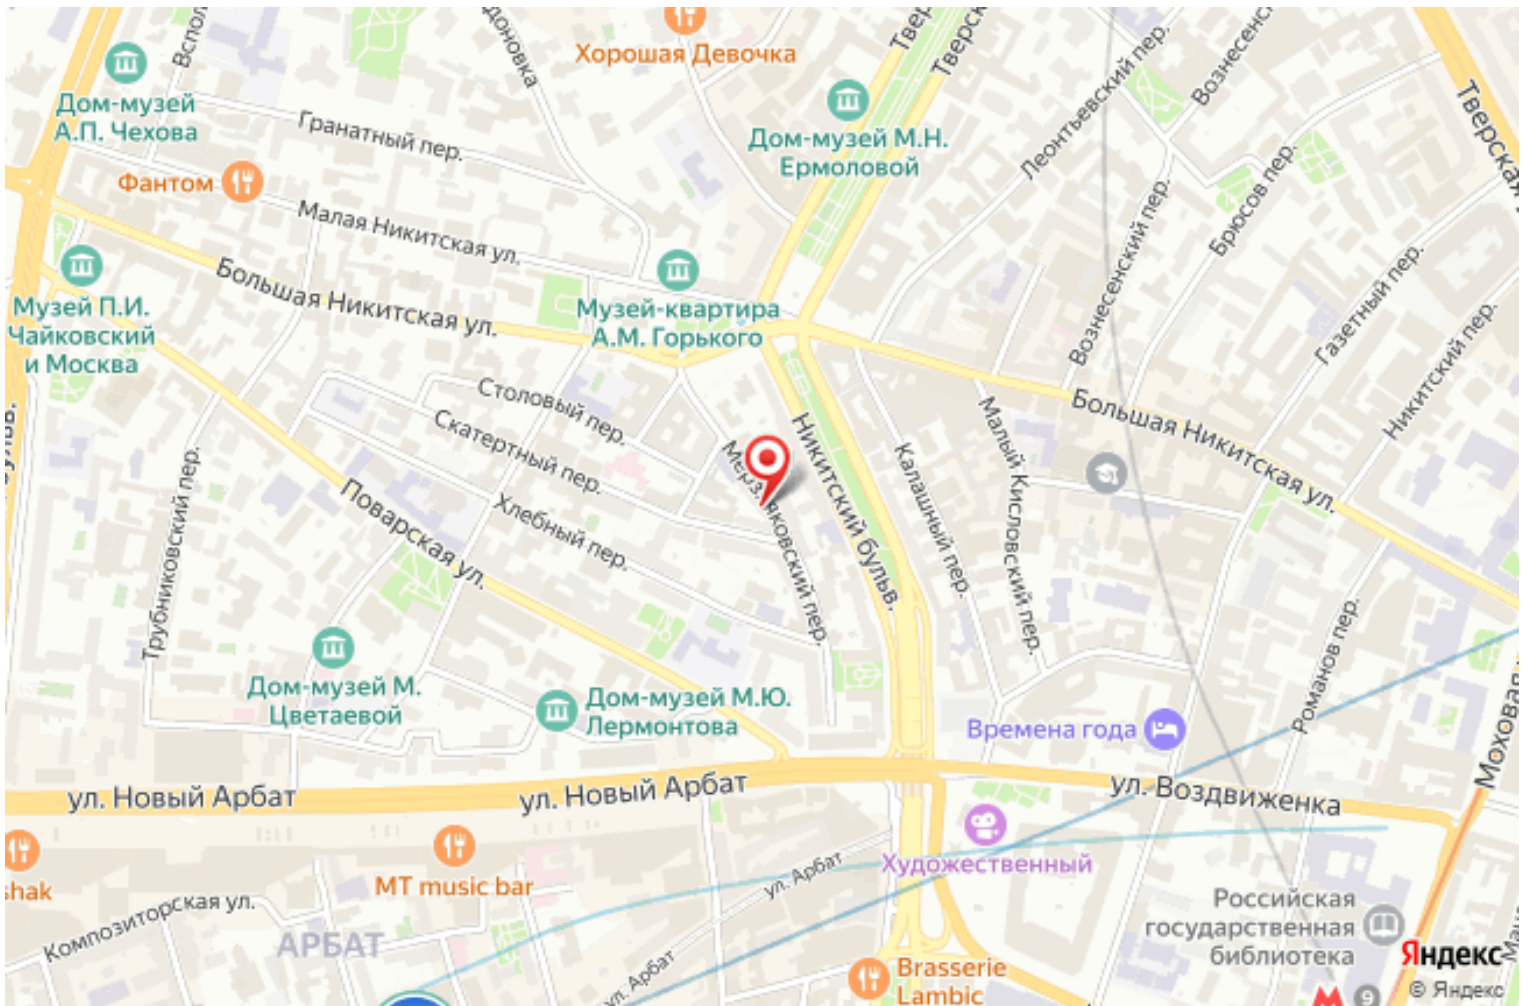 Хорошая Девочка
Дом-музей
А.П. Чехова
Гранатный пер.
Дом-музей М.Н.
Ермоловой
Леонтьевский пер.
Тверская
Фантом
Малая Никитская ул.
Брюсов пер.
Вознесенский пер.
Большая Никитская ул.
Музей П.И.
Чайковский
и Москва
Музей-квартира
А.М. Горького
Газетный пер.
Никитский пер.
Столовый пер.
Скатертный пер.
Никитский бульв.
Малый Кисловский пер.
Большая Никитская ул.
Калашный пер.
Хлебный пер.
Поварская ул.
Трубниковский пер.
Романов пер.
Дом-музей М.
Цветаевой
Дом-музей М.Ю.
Лермонтова
Времена года
Моховая
ул. Новый Арбат
ул. Новый Арбат
ул. Воздвиженка
Художественный
MT music bar
shak
ул. Арбат
Композиторская ул.
АРБАТ
Российская
государственная
библиотека
ул. Арбат
Brasserie
Lambic
Яндекс
© Яндекс
9